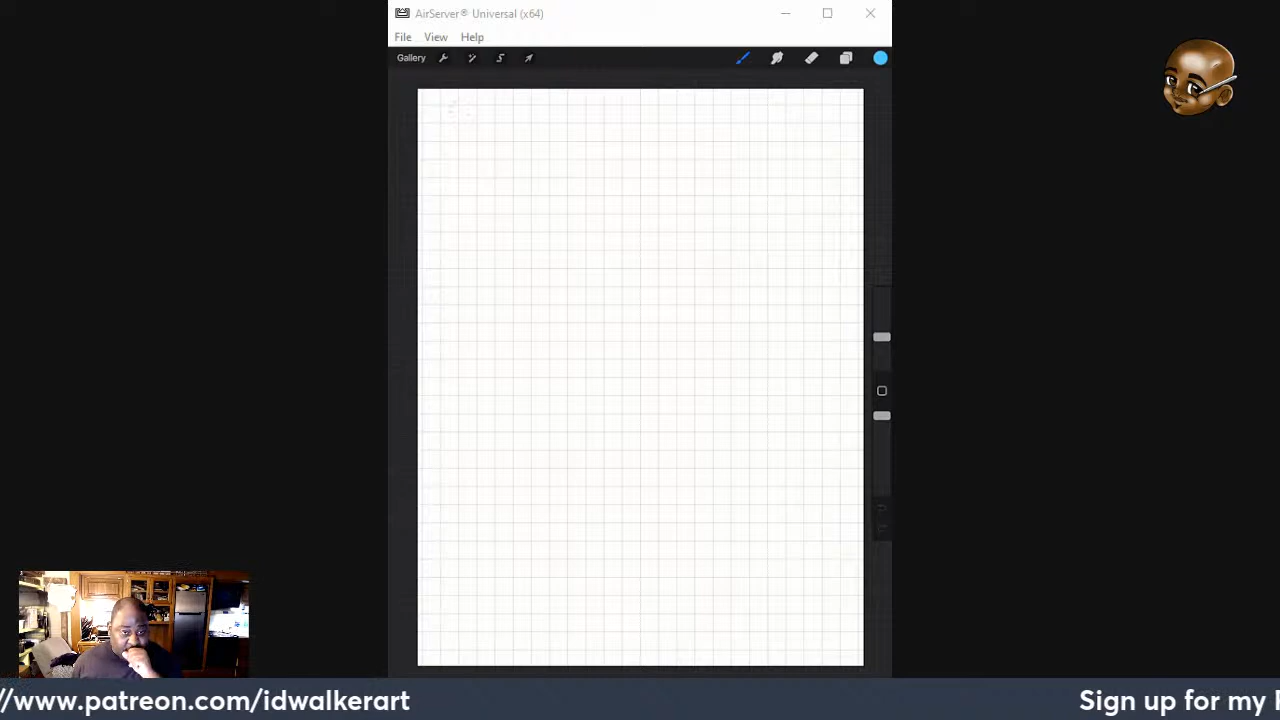 AirServer® Universal (x64)
File View Help
Gallery
//www.patreon.com/idwalkerart
Sign up for my